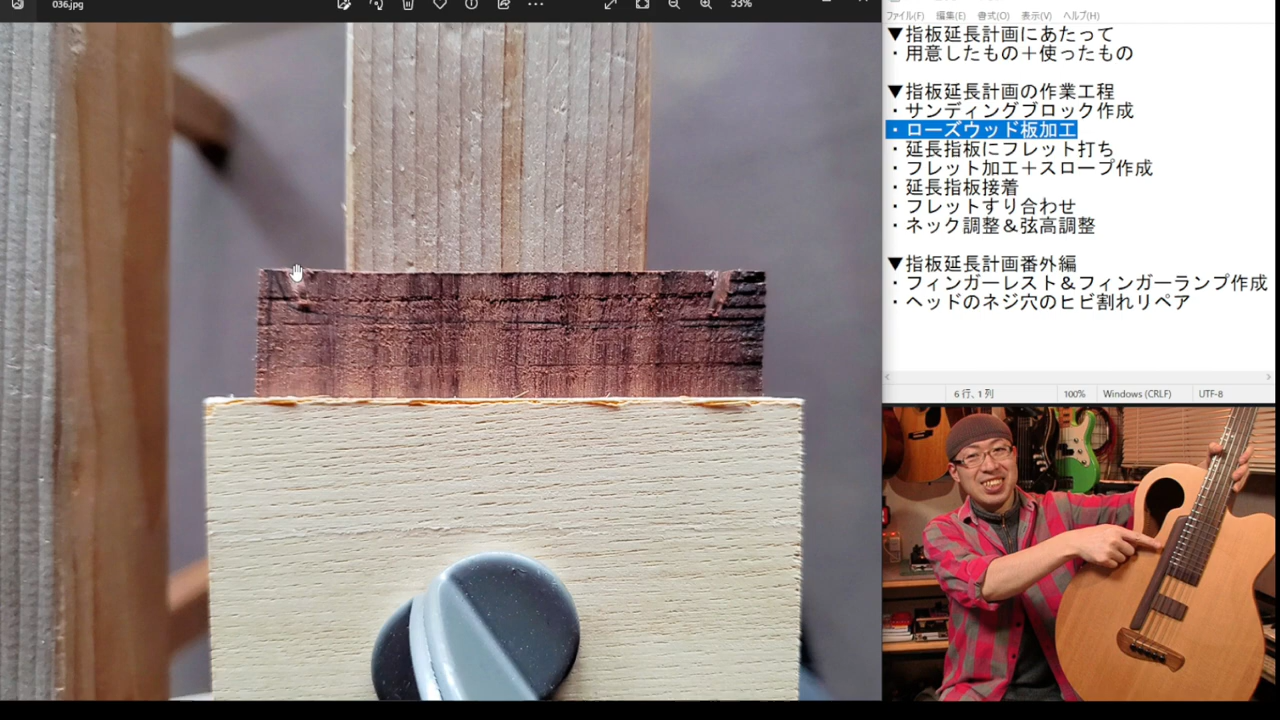 036.jpg
33%
ファイル(F) 編集(E) 書式(O) 表示(V) ヘルプ(H)
▼指板延長計画にあたって
・用意したもの＋使ったもの
▼指板延長計画の作業工程
・サンディングブロック作成
・ローズウッド板加工
・延長指板にフレット打ち
・フレット加工＋スロープ作成
・延長指板接着
・フレットすり合わせ
・ネック調整＆弦高調整
▼指板延長計画番外編
・フィンガーレスト＆フィンガーランプ作成
・ヘッドのネジ穴のヒビ割れリペア
6 行、1 列 100% Windows (CRLF) UTF-8